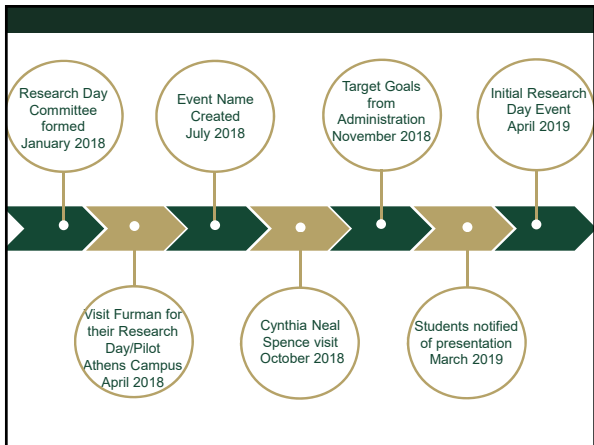 Research Day
Committee
formed
January 2018
Event Name
Created
July 2018
Target Goals
from
Administration
November 2018
Initial Research
Day Event
April 2019
Visit Furman for
their Research
Day/Pilot
Athens Campus
April 2018
Cynthia Neal
Spence visit
October 2018
Students notified
of presentation
March 2019